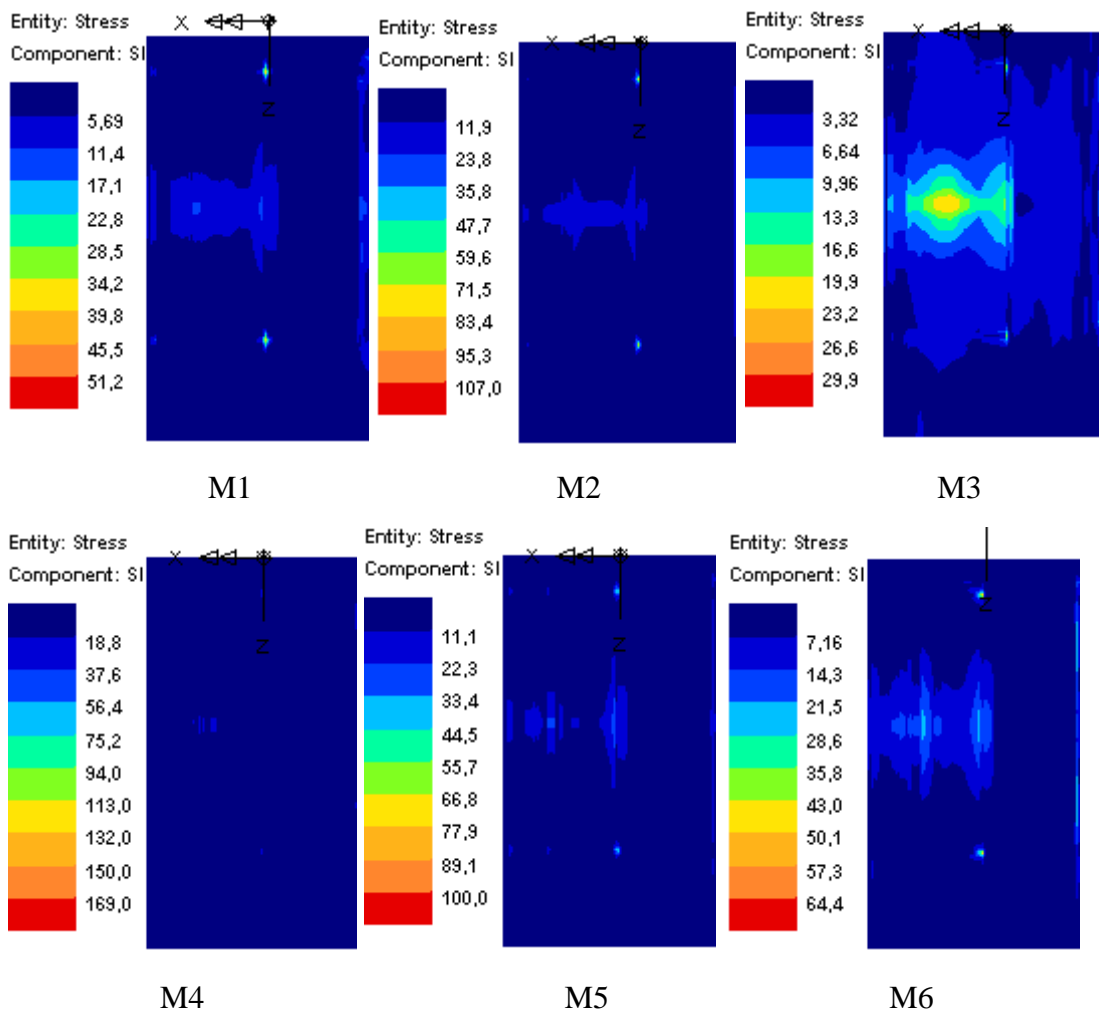 Entity: Stress
Component: SI
X
Z
5,69
11,4
17,1
22,8
28,5
34,2
39,8
45,5
51,2
M1
Entity: Stress
Component: SI
X
Z
11,9
23,8
35,8
47,7
59,6
71,5
83,4
95,3
107,0
M2
Entity: Stress
Component: SI
X
Z
3,32
6,64
9,96
13,3
16,6
19,9
23,2
26,6
29,9
M3
Entity: Stress
Component: SI
X
Z
18,8
37,6
56,4
75,2
94,0
113,0
132,0
150,0
169,0
M4
Entity: Stress
Component: SI
X
Z
11,1
22,3
33,4
44,5
55,7
66,8
77,9
89,1
100,0
M5
Entity: Stress
Component: SI
Z
7,16
14,3
21,5
28,6
35,8
43,0
50,1
57,3
64,4
M6